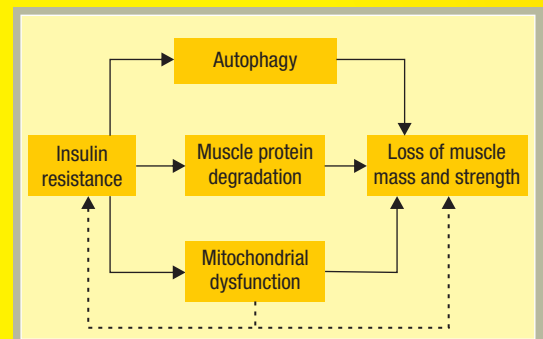 Autophagy
Insulin
resistance
Muscle protein
degradation
Loss of muscle
mass and strength
Mitochondrial
dysfunction